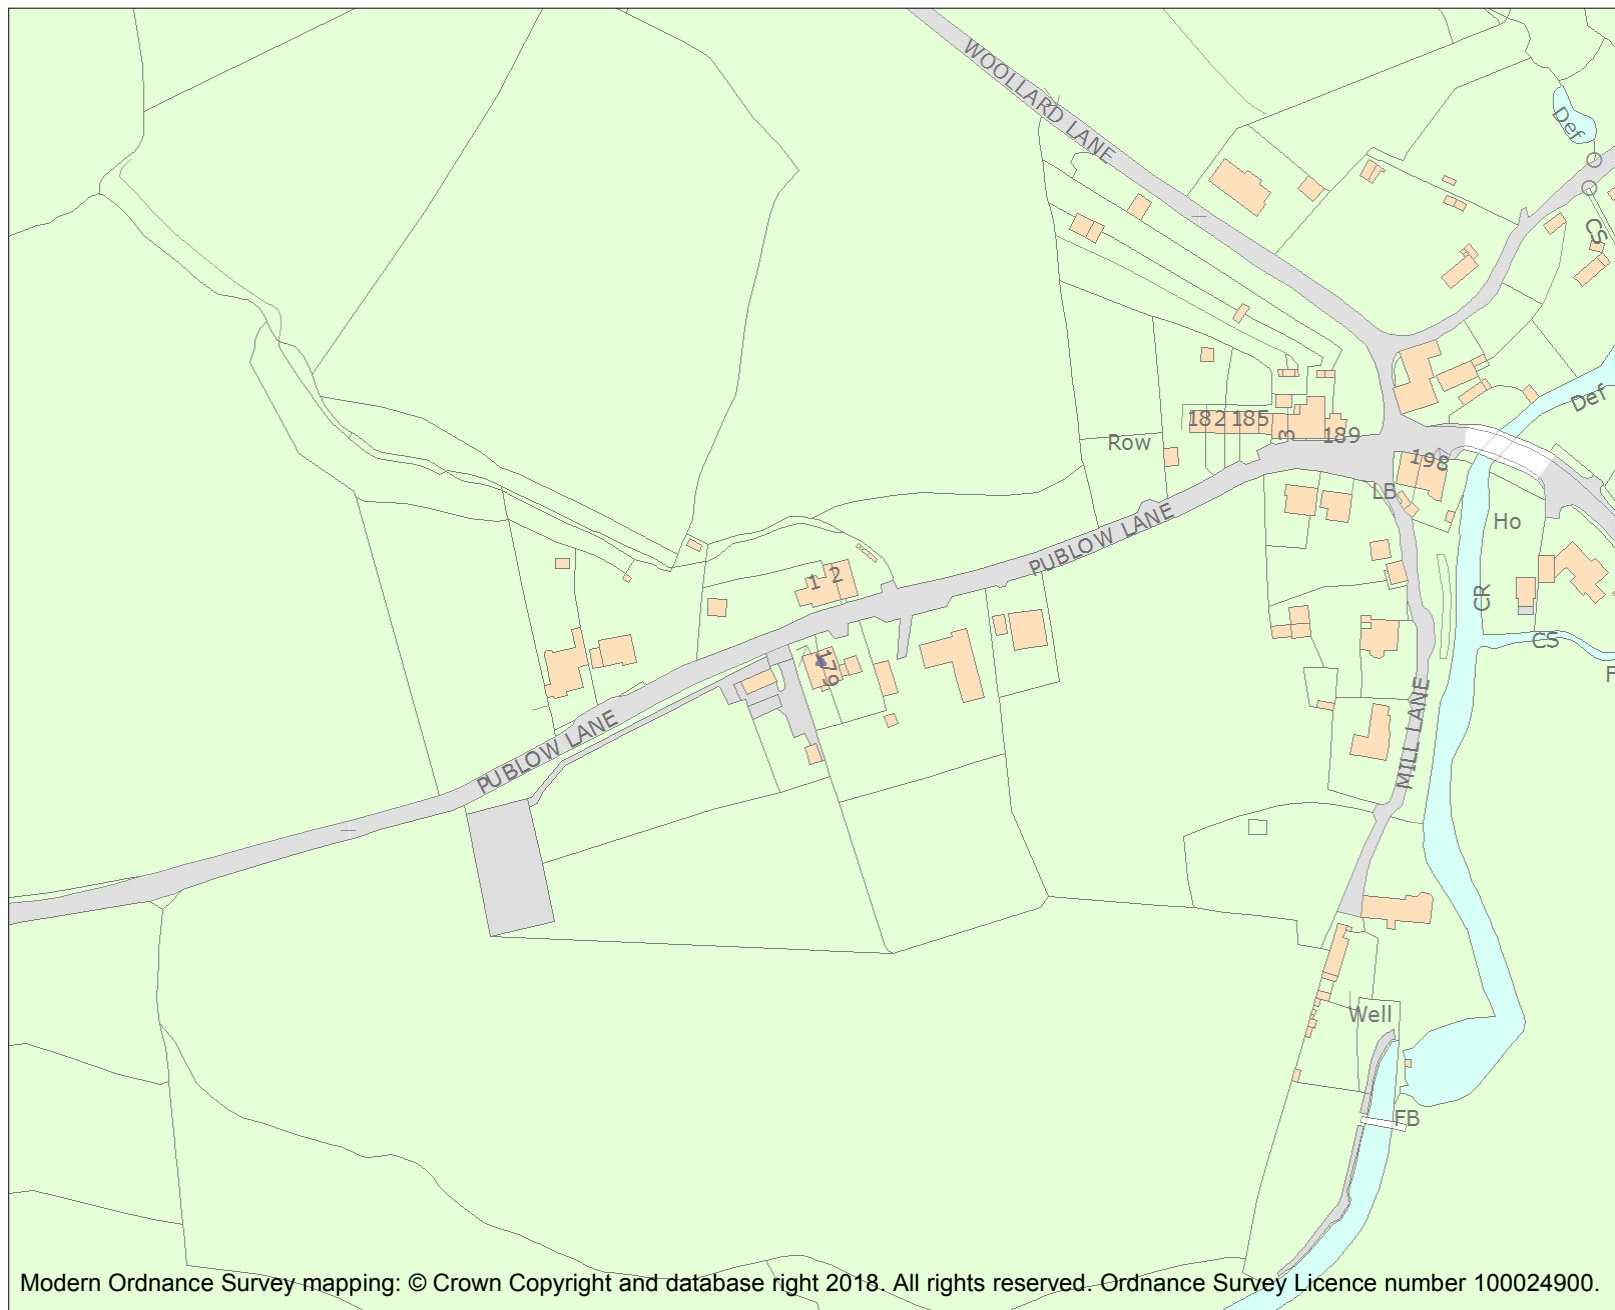 WOOLLARD LANE
Def
CS
Def
182
185
3
189
Row
198
LB
Ho
PUBLOW LANE
1
2
CR
CS
F
179
MILL LANE
PUBLOW LANE
Well
FB
Modern Ordnance Survey mapping: © Crown Copyright and database right 2018. All rights reserved. Ordnance Survey Licence number 100024900.